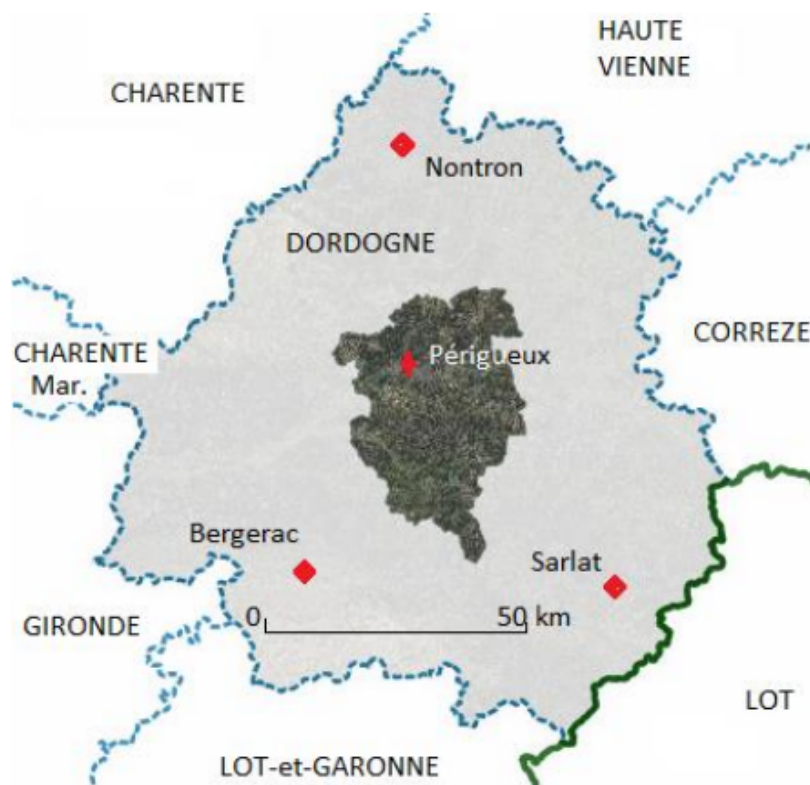 HAUTE
VIENNE
CHARENTE
Nontron
DORDOGNE
CORREZE
CHARENTE
Mar.
Périgueux
Bergerac
Sarlat
GIRONDE
0 50 km
LOT
LOT-et-GARONNE